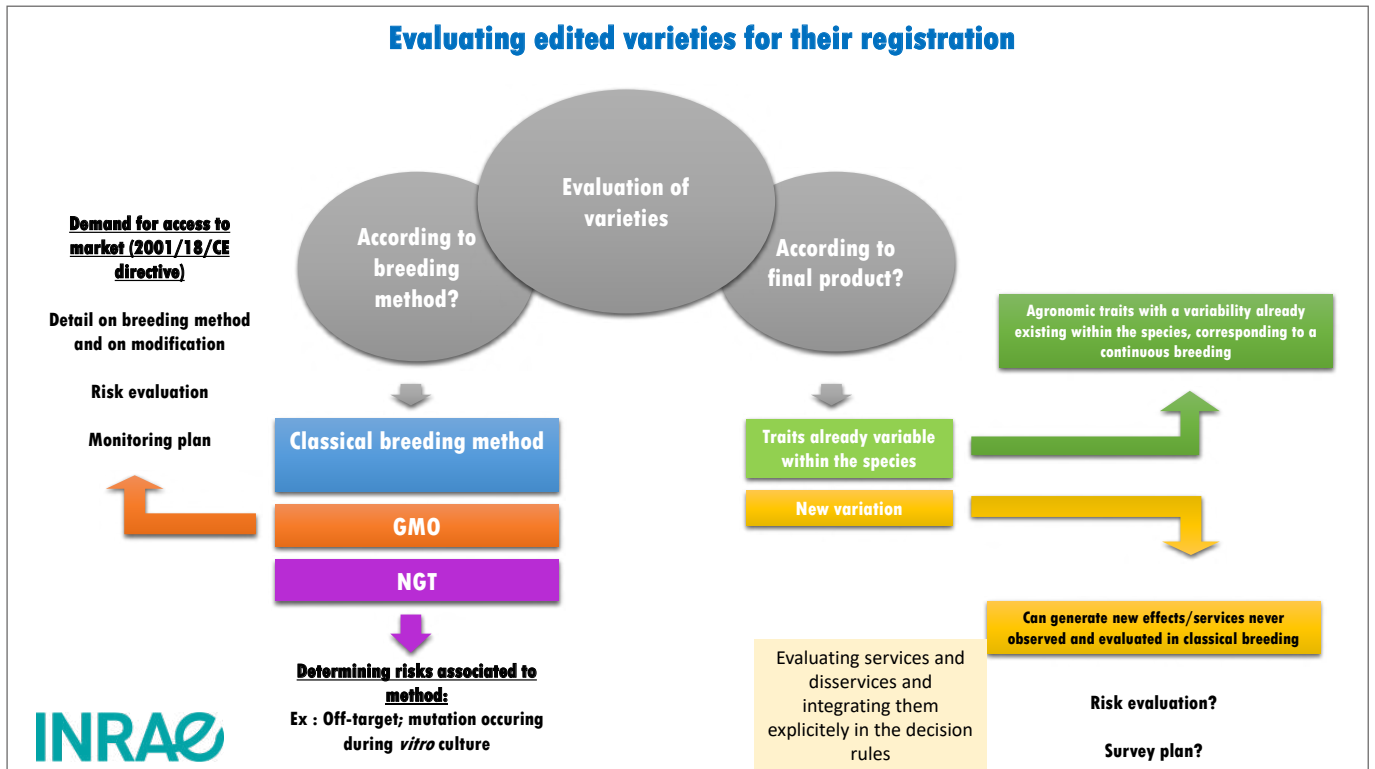 Evaluating edited varieties for their registration
Evaluation of
varieties
According to
breeding
method?
According to
final product?
Demand for access to
market (2001/18/CE
directive)
Detail on breeding method
and on modification
Risk evaluation
Monitoring plan
Classical breeding method
GMO
NGT
Determining risks associated to
method:
Ex : Off-target; mutation occuring
during vitro culture
Traits already variable
within the species
New variation
Agronomic traits with a variability already
existing within the species, corresponding to a
continuous breeding
Can generate new effects/services never
observed and evaluated in classical breeding
Evaluating services and
disservices and
integrating them
explicitely in the decision
rules
Risk evaluation?
Survey plan?
INRAE